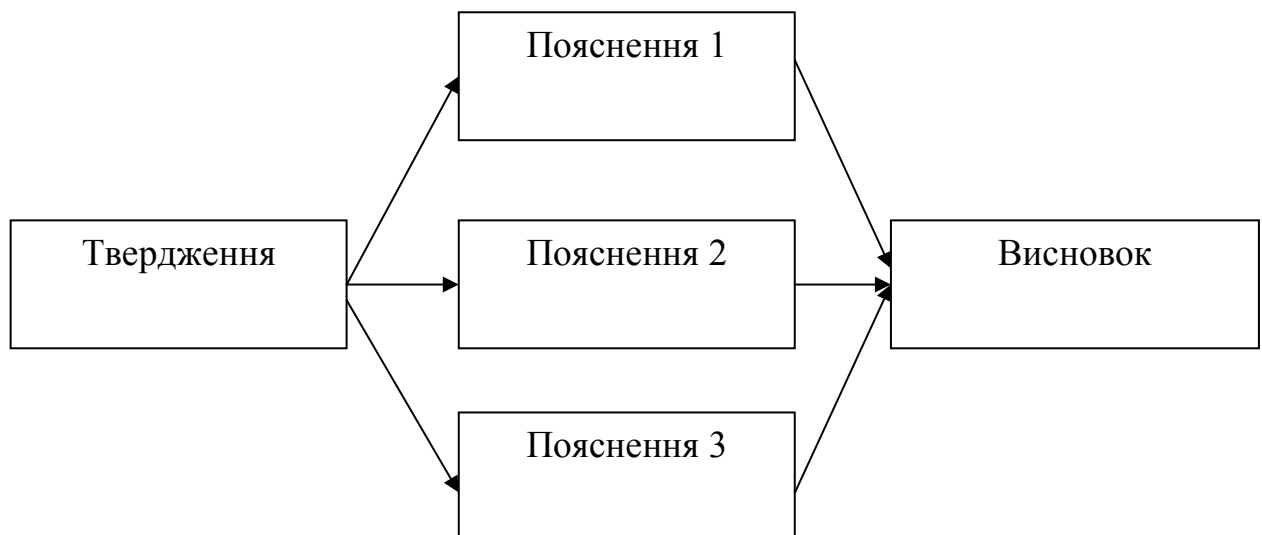 Пояснення 1
Твердження
Пояснення 2
Висновок
Пояснення 3